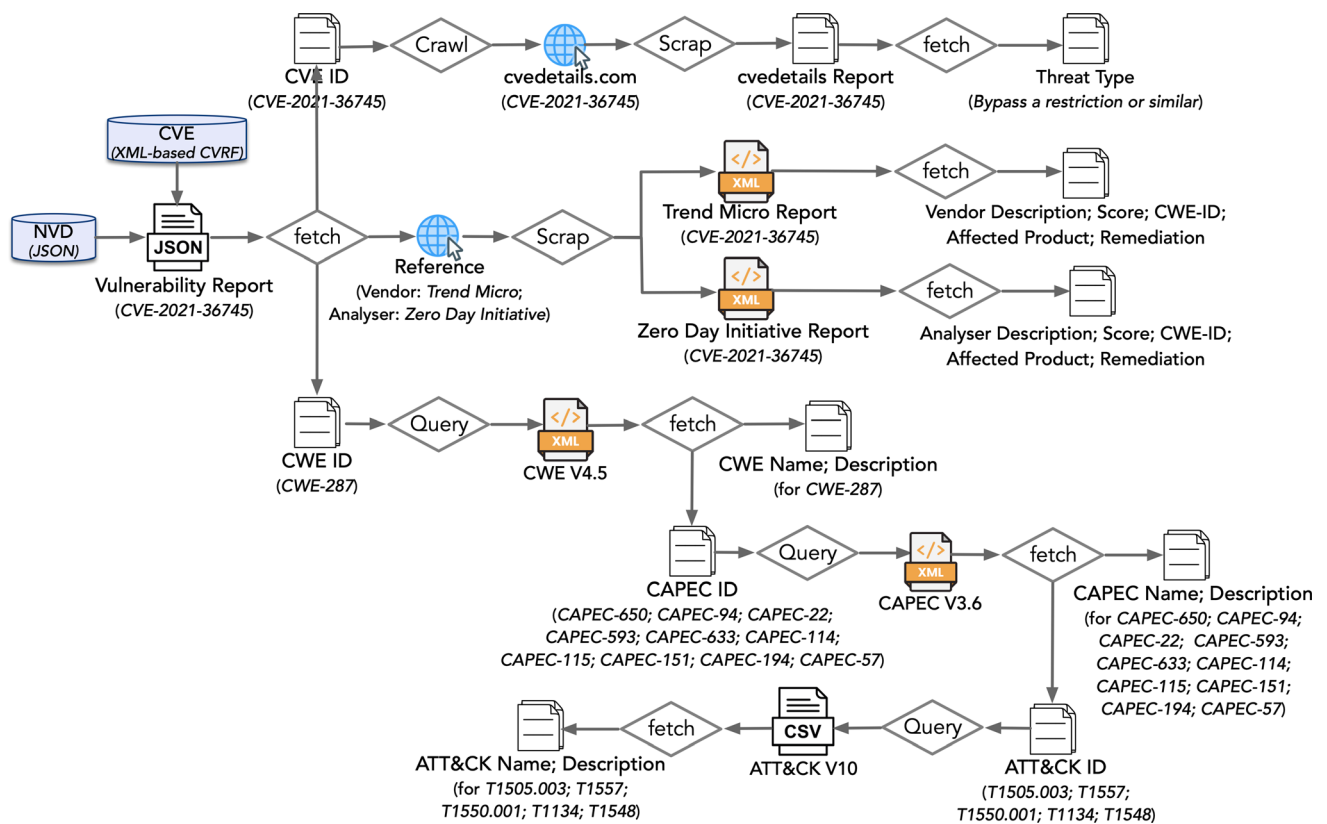 Crawl
Scrap
fetch
CVE ID
(CVE-2021-36745)
cvedetails.com
(CVE-2021-36745)
cvedetails Report
(CVE-2021-36745)
Threat Type
(Bypass a restriction or similar)
CVE
(XML-based CVRF)
NVD
(JSON)
JSON
Vulnerability Report
(CVE-2021-36745)
fetch
Reference
(Vendor: Trend Micro;
Analyser: Zero Day Initiative)
Scrap
</>
XML
Trend Micro Report
(CVE-2021-36745)
fetch
Vendor Description; Score; CWE-ID;
Affected Product; Remediation
</>
XML
Zero Day Initiative Report
(CVE-2021-36745)
fetch
Analyser Description; Score; CWE-ID;
Affected Product; Remediation
CWE ID
(CWE-287)
Query
</>
XML
CWE V4.5
fetch
CWE Name; Description
(for CWE-287)
CAPEC ID
(CAPEC-650; CAPEC-94; CAPEC-22;
CAPEC-593; CAPEC-633; CAPEC-114;
CAPEC-115; CAPEC-151; CAPEC-194; CAPEC-57)
Query
</>
XML
CAPEC V3.6
fetch
CAPEC Name; Description
(for CAPEC-650; CAPEC-94;
CAPEC-22; CAPEC-593;
CAPEC-633; CAPEC-114;
CAPEC-115; CAPEC-151;
CAPEC-194; CAPEC-57)
ATT&CK ID
(T1505.003; T1557;
T1550.001; T1134; T1548)
Query
CSV
ATT&CK V10
fetch
ATT&CK Name; Description
(for T1505.003; T1557;
T1550.001; T1134; T1548)